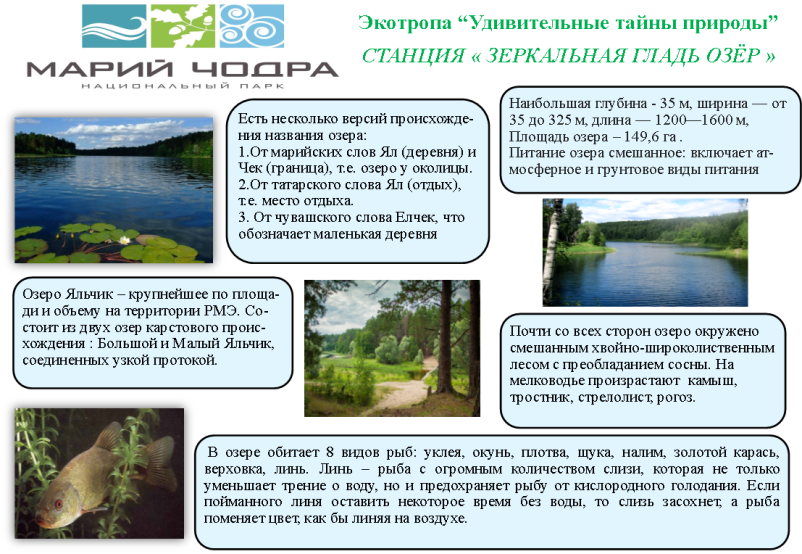 МАРИЙ ЧОДРА
НАЦИОНАЛЬНЫЙ ПАРК
Экотропа “Удивительные тайны природы”
СТАНЦИЯ « ЗЕРКАЛЬНАЯ ГЛАДЬ ОЗЁР »
Есть несколько версий происхожде-
ния названия озера:
1.От марийских слов Ял (деревня) и
Чек (граница), т.е. озеро у околицы.
2.От татарского слова Ял (отдых),
т.е. место отдыха.
3. От чувашского слова Елчек, что
обозначает маленькая деревня
Наибольшая глубина - 35 м, ширина — от
35 до 325 м, длина — 1200—1600 м,
Площадь озера – 149,6 га .
Питание озера смешанное: включает ат-
мосферное и грунтовое виды питания
Озеро Яльчик – крупнейшее по площа-
ди и объему на территории РМЭ. Со-
стоит из двух озер карстового проис-
хождения : Большой и Малый Яльчик,
соединенных узкой протокой.
Почти со всех сторон озеро окружено
смешанным хвойно-широколиственным
лесом с преобладанием сосны. На
мелководье произрастают камыш,
тростник, стрелолист, рогоз.
В озере обитает 8 видов рыб: уклея, окунь, плотва, щука, налим, золотой карась,
верховка, линь. Линь – рыба с огромным количеством слизи, которая не только
уменьшает трение о воду, но и предохраняет рыбу от кислородного голодания. Если
пойманного линя оставить некоторое время без воды, то слизь засохнет, а рыба
поменяет цвет, как бы линяя на воздухе.